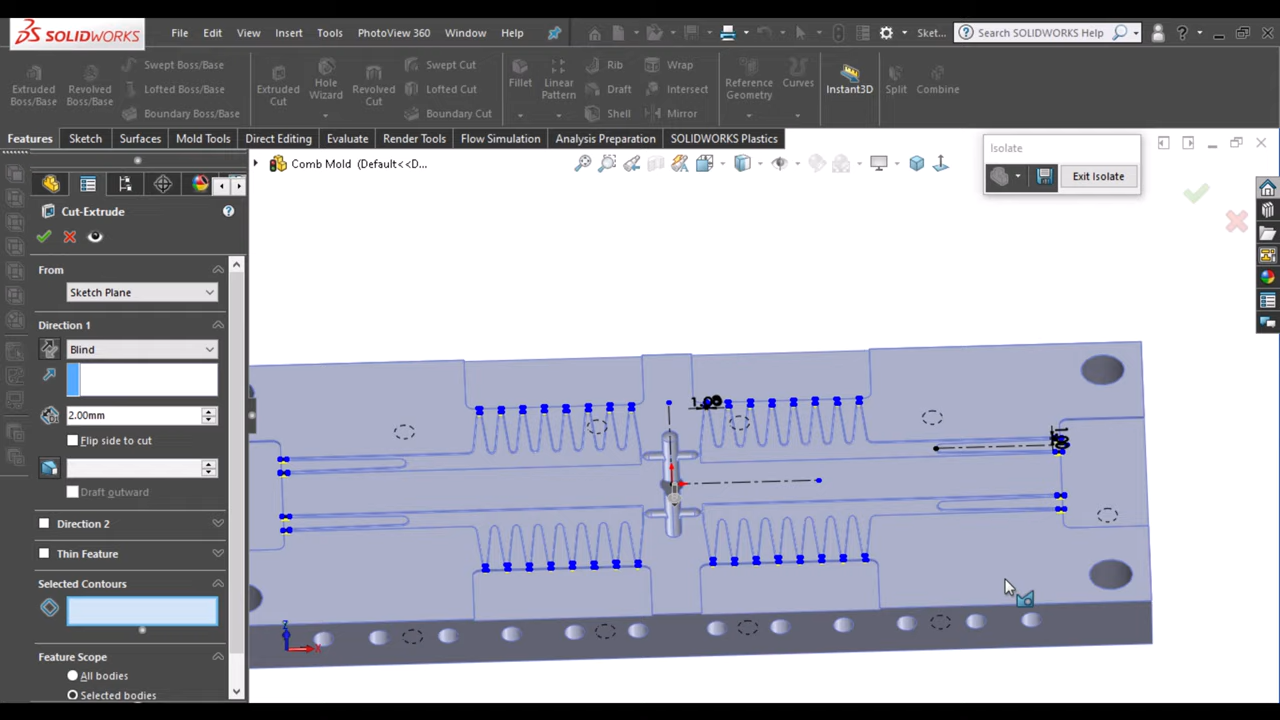 SOLIDWORKS File Edit View Insert Tools PhotoView 360 Window Help Sket... Search SOLIDWORKS Help
Extruded Boss/Base
Revolved Boss/Base
Swept Boss/Base
Lofted Boss/Base
Boundary Boss/Base
Extruded Cut
Hole Wizard
Revolved Cut
Swept Cut
Lofted Cut
Boundary Cut
Fillet
Linear Pattern
Rib
Draft
Shell
Wrap
Intersect
Mirror
Reference Geometry
Curves
Instant3D
Split
Combine
Features Sketch Surfaces Mold Tools Direct Editing Evaluate Render Tools Flow Simulation Analysis Preparation SOLIDWORKS Plastics
Comb Mold (Default<<D...
Isolate
Exit Isolate
Cut-Extrude
From
Sketch Plane
Direction 1
Blind
2.00mm
Flip side to cut
Draft outward
Direction 2
Thin Feature
Selected Contours
Feature Scope
All bodies
Selected bodies
Z
X